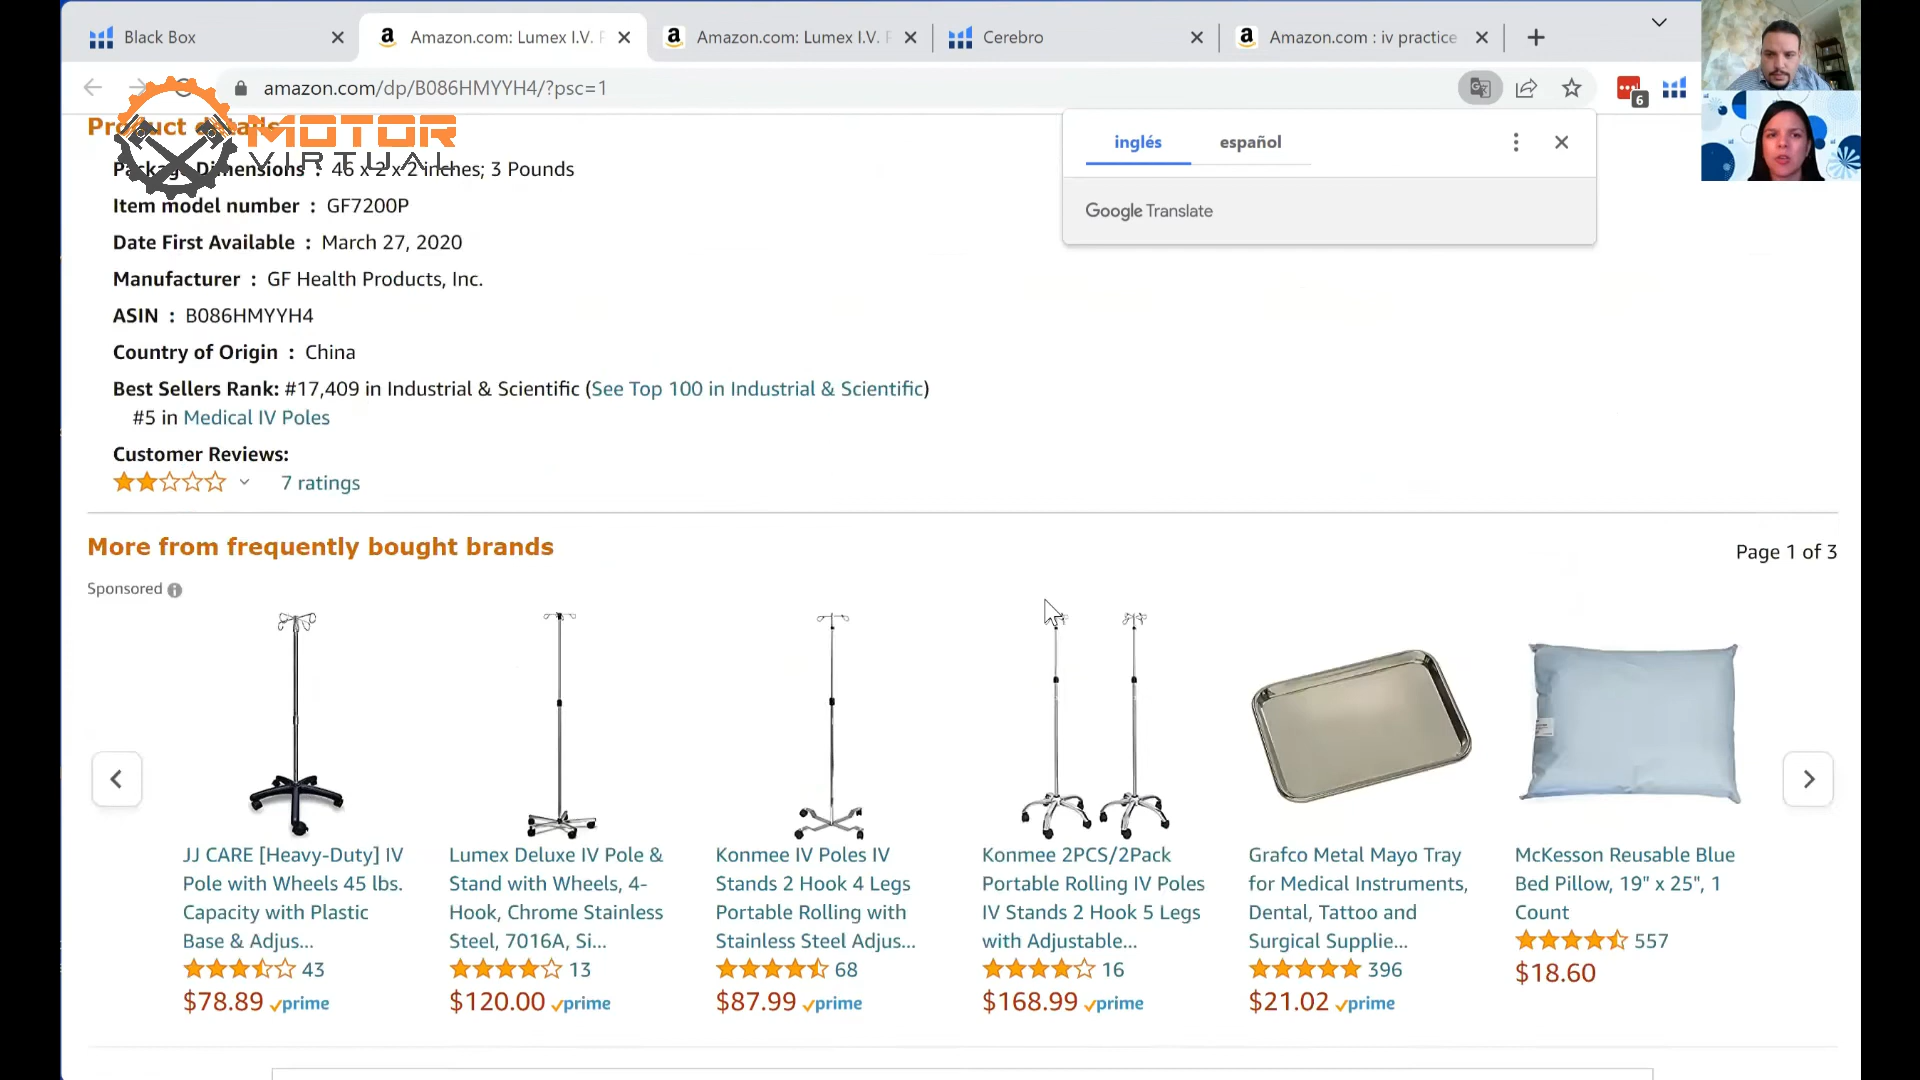 Black Box
Amazon.com: Lumex I.V.
Amazon.com: Lumex I.V.
Cerebro
Amazon.com : iv practice
amazon.com/dp/B086HMYYH4/?psc=1
6
MOTOR
VIRTUAL
inglés
español
Google Translate
Product details
Package Dimensions : 46 x 2 x 2 inches; 3 Pounds
Item model number : GF7200P
Date First Available : March 27, 2020
Manufacturer : GF Health Products, Inc.
ASIN : B086HMYYH4
Country of Origin : China
Best Sellers Rank: #17,409 in Industrial & Scientific (See Top 100 in Industrial & Scientific)
#5 in Medical IV Poles
Customer Reviews:
7 ratings
More from frequently bought brands
Page 1 of 3
Sponsored
JJ CARE [Heavy-Duty] IV
Pole with Wheels 45 lbs.
Capacity with Plastic
Base & Adjus...
43
$78.89 prime
Lumex Deluxe IV Pole &
Stand with Wheels, 4-
Hook, Chrome Stainless
Steel, 7016A, Si...
13
$120.00 prime
Konmee IV Poles IV
Stands 2 Hook 4 Legs
Portable Rolling with
Stainless Steel Adjus...
68
$87.99 prime
Konmee 2PCS/2Pack
Portable Rolling IV Poles
IV Stands 2 Hook 5 Legs
with Adjustable...
16
$168.99 prime
Grafco Metal Mayo Tray
for Medical Instruments,
Dental, Tattoo and
Surgical Supplie...
396
$21.02 prime
McKesson Reusable Blue
Bed Pillow, 19" x 25", 1
Count
557
$18.60